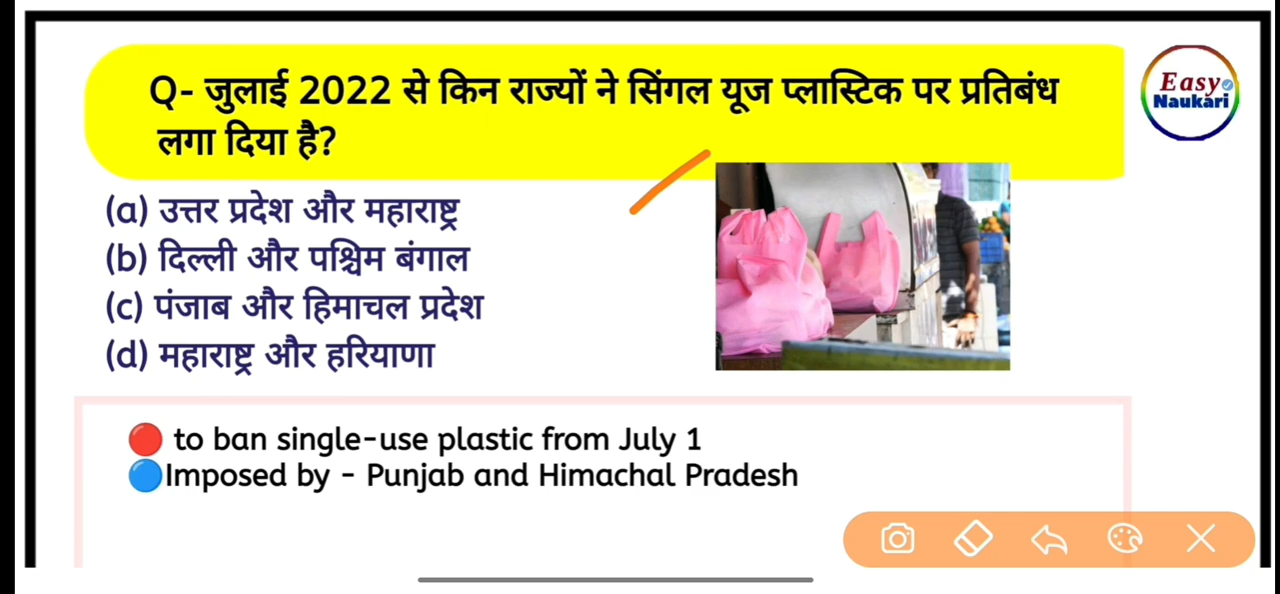 Q- जुलाई 2022 से किन राज्यों ने सिंगल यूज प्लास्टिक पर प्रतिबंध
लगा दिया है?
Easy
Naukari
(a) उत्तर प्रदेश और महाराष्ट्र
(b) दिल्ली और पश्चिम बंगाल
(c) पंजाब और हिमाचल प्रदेश
(d) महाराष्ट्र और हरियाणा
to ban single-use plastic from July 1
Imposed by - Punjab and Himachal Pradesh